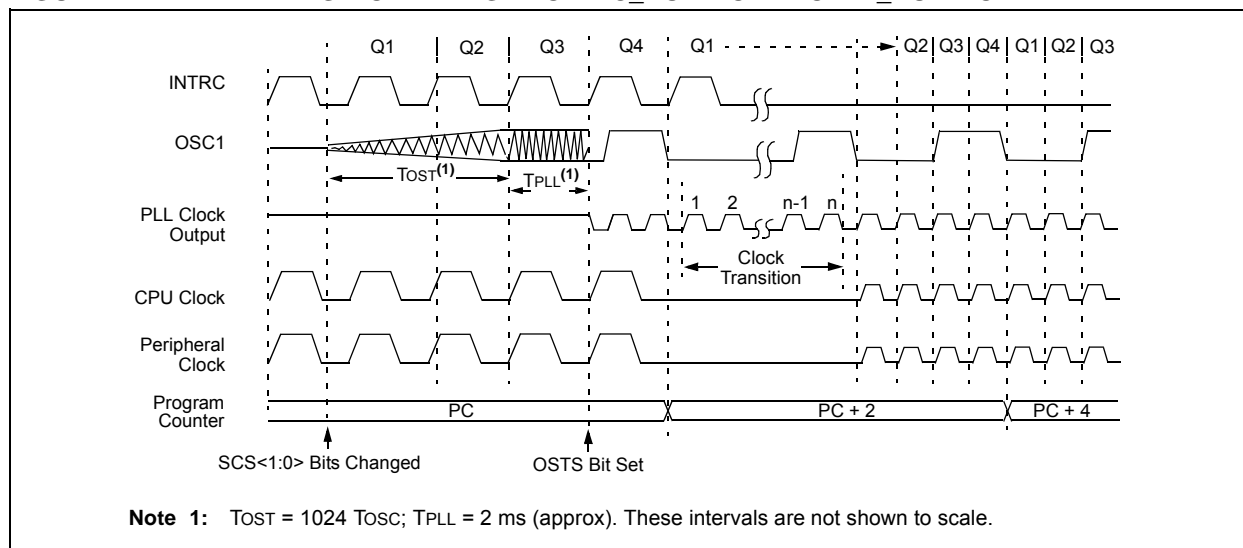 Q1 Q2 Q3 Q4 Q1 Q2 Q3 Q4 Q1 Q2 Q3
INTRC
OSC1
TOST(1) TPLL(1)
PLL Clock
Output
1 2 n-1 n
Clock
Transition
CPU Clock
Peripheral
Clock
Program
Counter
PC PC + 2 PC + 4
SCS<1:0> Bits Changed OSTS Bit Set
Note 1: TOST = 1024 TOSC; TPLL = 2 ms (approx). These intervals are not shown to scale.